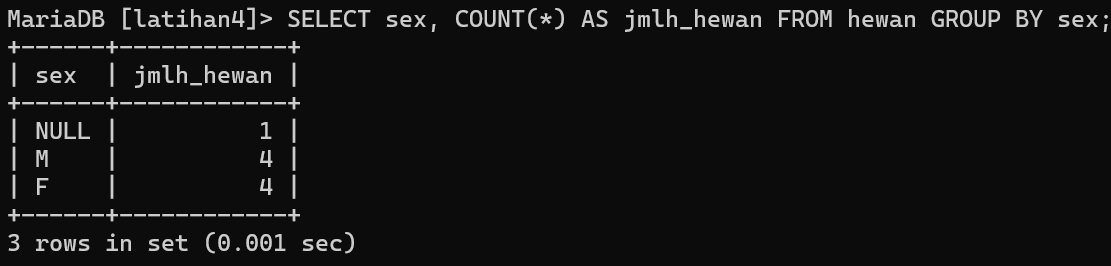 MariaDB [latihan4]> SELECT sex, COUNT(*) AS jmlh_hewan FROM hewan GROUP BY sex;
+------+------------+
| sex  | jmlh_hewan |
+------+------------+
| NULL |          1 |
| M    |          4 |
| F    |          4 |
+------+------------+
3 rows in set (0.001 sec)